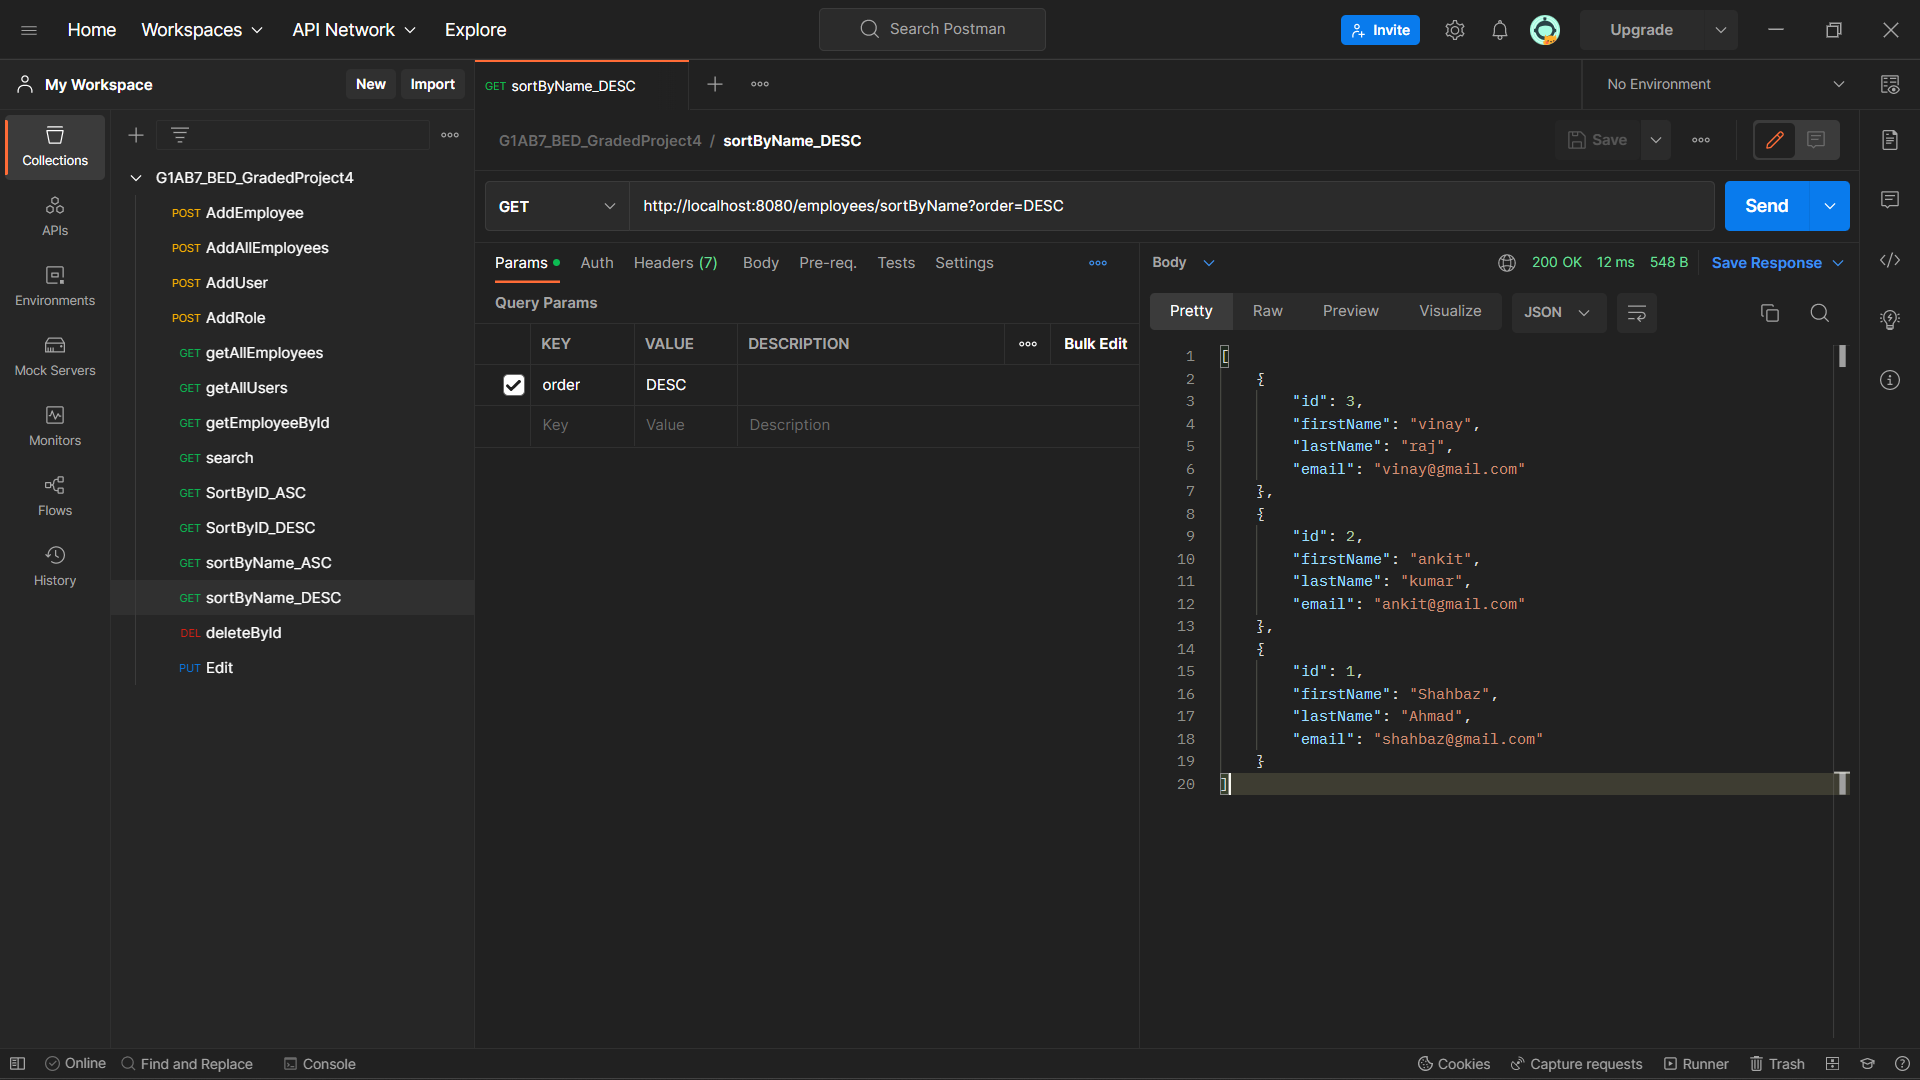 Home Workspaces API Network Explore Search Postman Invite Upgrade
My Workspace New Import GET sortByName_DESC No Environment
Collections
APIs
Environments
Mock Servers
Monitors
Flows
History
G1AB7_BED_GradedProject4
POST AddEmployee
POST AddAllEmployees
POST AddUser
POST AddRole
GET getAllEmployees
GET getAllUsers
GET getEmployeeById
GET search
GET SortByID_ASC
GET SortByID_DESC
GET sortByName_ASC
GET sortByName_DESC
DEL deleteById
PUT Edit
G1AB7_BED_GradedProject4 / sortByName_DESC Save
GET http://localhost:8080/employees/sortByName?order=DESC Send
Params Auth Headers (7) Body Pre-req. Tests Settings
Query Params
KEY VALUE DESCRIPTION Bulk Edit
order DESC
Key Value Description
Body 200 OK 12 ms 548 B Save Response
Pretty Raw Preview Visualize JSON
1 [
2 {
3 "id": 3,
4 "firstName": "vinay",
5 "lastName": "raj",
6 "email": "vinay@gmail.com"
7 },
8 {
9 "id": 2,
10 "firstName": "ankit",
11 "lastName": "kumar",
12 "email": "ankit@gmail.com"
13 },
14 {
15 "id": 1,
16 "firstName": "Shahbaz",
17 "lastName": "Ahmad",
18 "email": "shahbaz@gmail.com"
19 }
20 ]
Online Find and Replace Console Cookies Capture requests Runner Trash